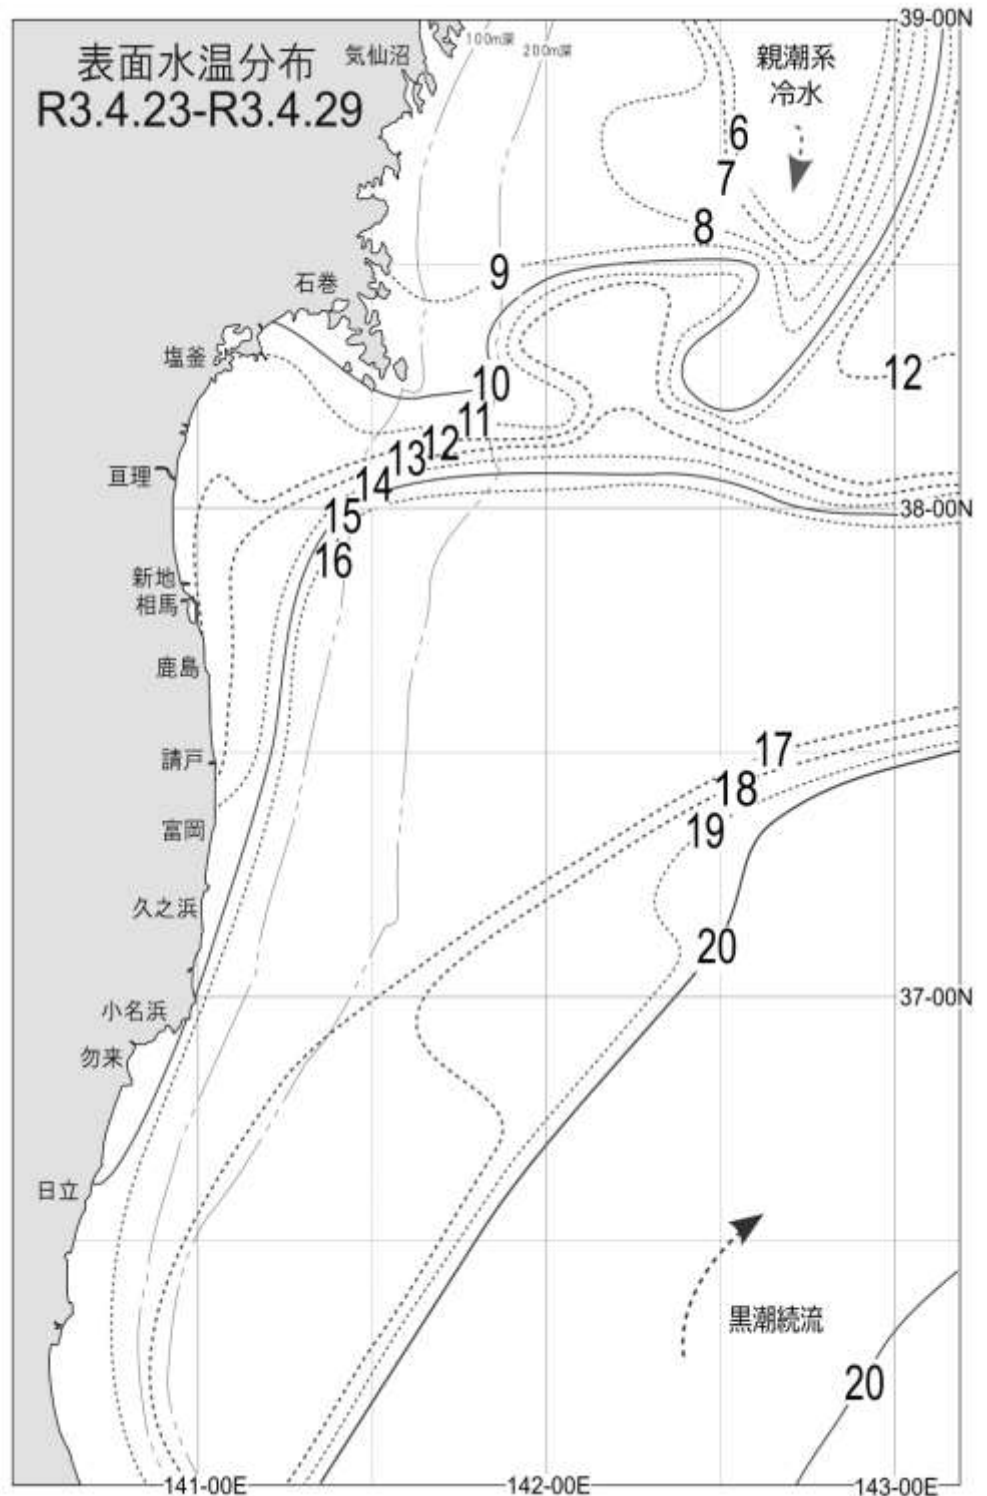 39-00N
100m深
200m深
気仙沼
表面水温分布
R3.4.23-R3.4.29
親潮系
冷水
6
7
8
9
石巻
塩釜
10
12
11
12
13
14
亘理
38-00N
15
16
新地
相馬
鹿島
請戸
17
18
19
富岡
久之浜
20
37-00N
小名浜
勿来
日立
黒潮続流
20
141-00E
142-00E
143-00E